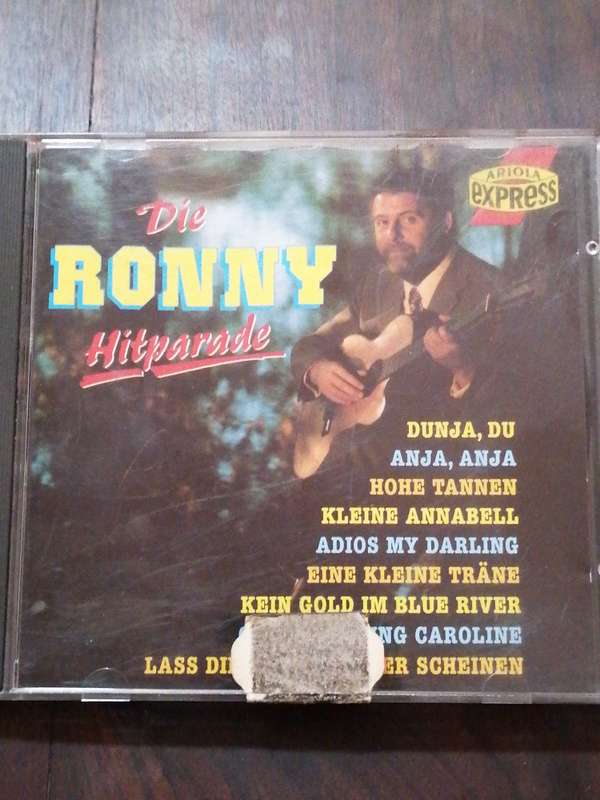 ARIOLA
EXPRESS
Die
RONNY
Hitparade
DUNJA, DU
ANJA, ANJA
HOHE TANNEN
KLEINE ANNABELL
ADIOS MY DARLING
EINE KLEINE TRÄNE
KEIN GOLD IM BLUE RIVER
CAROLINE
LASS SCHEINEN